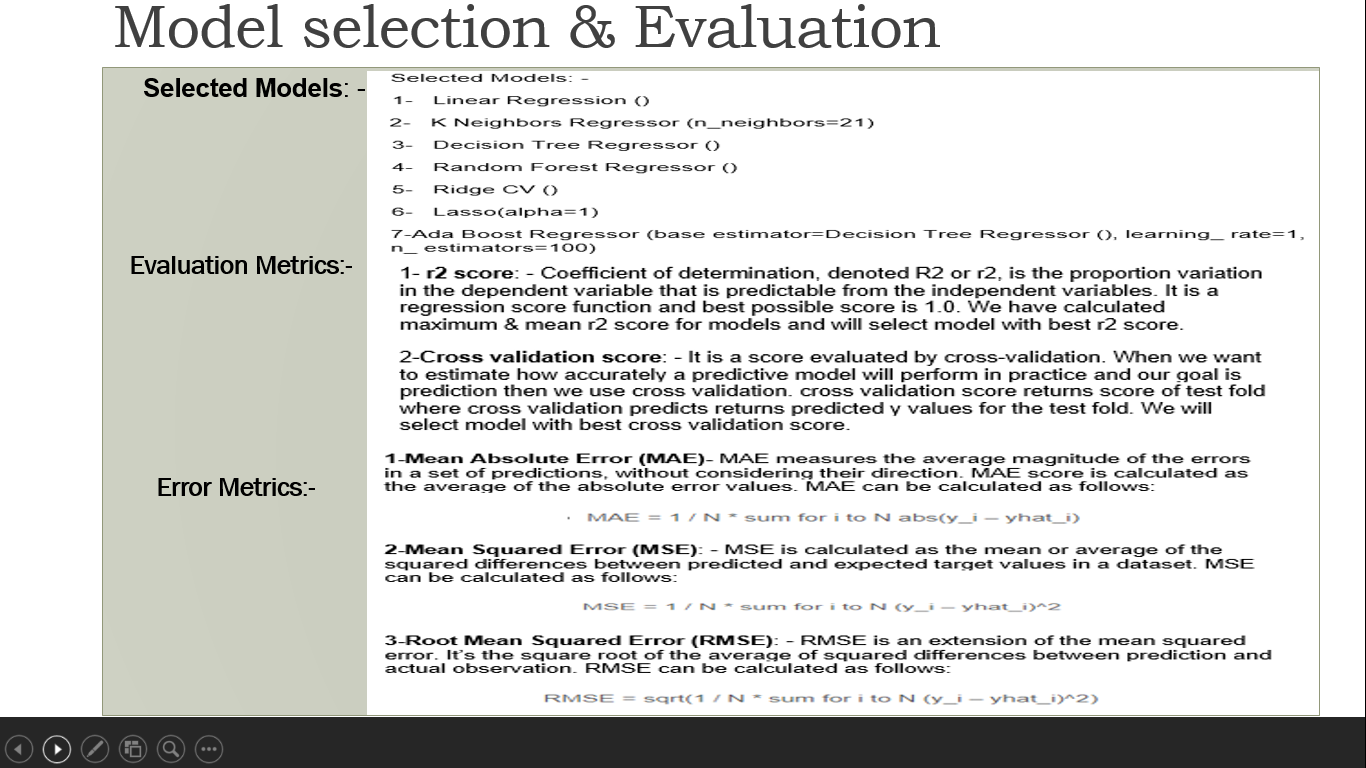 Model selection & Evaluation
Selected Models: -
Selected Models: -
1- Linear Regression ()
2- K Neighbors Regressor (n_neighbors=21)
3- Decision Tree Regressor ()
4- Random Forest Regressor ()
5- Ridge CV ()
6- Lasso(alpha=1)
7-Ada Boost Regressor (base estimator=Decision Tree Regressor (), learning_ rate=1,
n_ estimators=100)
Evaluation Metrics:-
1- r2 score: - Coefficient of determination, denoted R2 or r2, is the proportion variation
in the dependent variable that is predictable from the independent variables. It is a
regression score function and best possible score is 1.0. We have calculated
maximum & mean r2 score for models and will select model with best r2 score.
2-Cross validation score: - It is a score evaluated by cross-validation. When we want
to estimate how accurately a predictive model will perform in practice and our goal is
prediction then we use cross validation. cross validation score returns score of test fold
where cross validation predicts returns predicted y values for the test fold. We will
select model with best cross validation score.
Error Metrics:-
1-Mean Absolute Error (MAE)- MAE measures the average magnitude of the errors
in a set of predictions, without considering their direction. MAE score is calculated as
the average of the absolute error values. MAE can be calculated as follows:
· MAE = 1 / N * sum for i to N abs(y_i – yhat_i)
2-Mean Squared Error (MSE): - MSE is calculated as the mean or average of the
squared differences between predicted and expected target values in a dataset. MSE
can be calculated as follows:
MSE = 1 / N * sum for i to N (y_i – yhat_i)^2
3-Root Mean Squared Error (RMSE): - RMSE is an extension of the mean squared
error. It's the square root of the average of squared differences between prediction and
actual observation. RMSE can be calculated as follows:
RMSE = sqrt(1 / N * sum for i to N (y_i – yhat_i)^2)